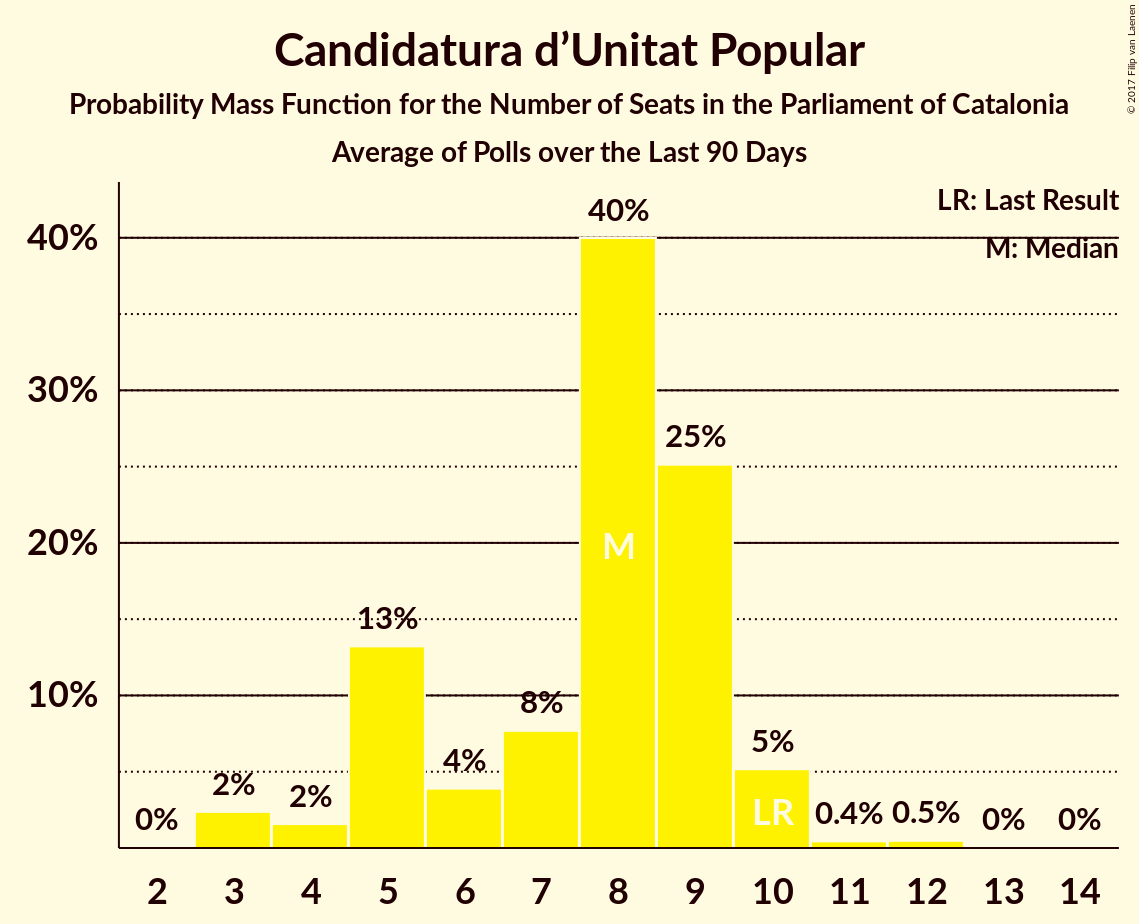 Candidatura d’Unitat Popular
Probability Mass Function for the Number of Seats in the Parliament of Catalonia
Average of Polls over the Last 90 Days
© 2017 Filip van Laenen
LR: Last Result
M: Median
40%
30%
20%
10%
0%
2%
2%
13%
4%
8%
40%
25%
5%
0.4%
0.5%
0%
0%
M
LR
2 3 4 5 6 7 8 9 10 11 12 13 14